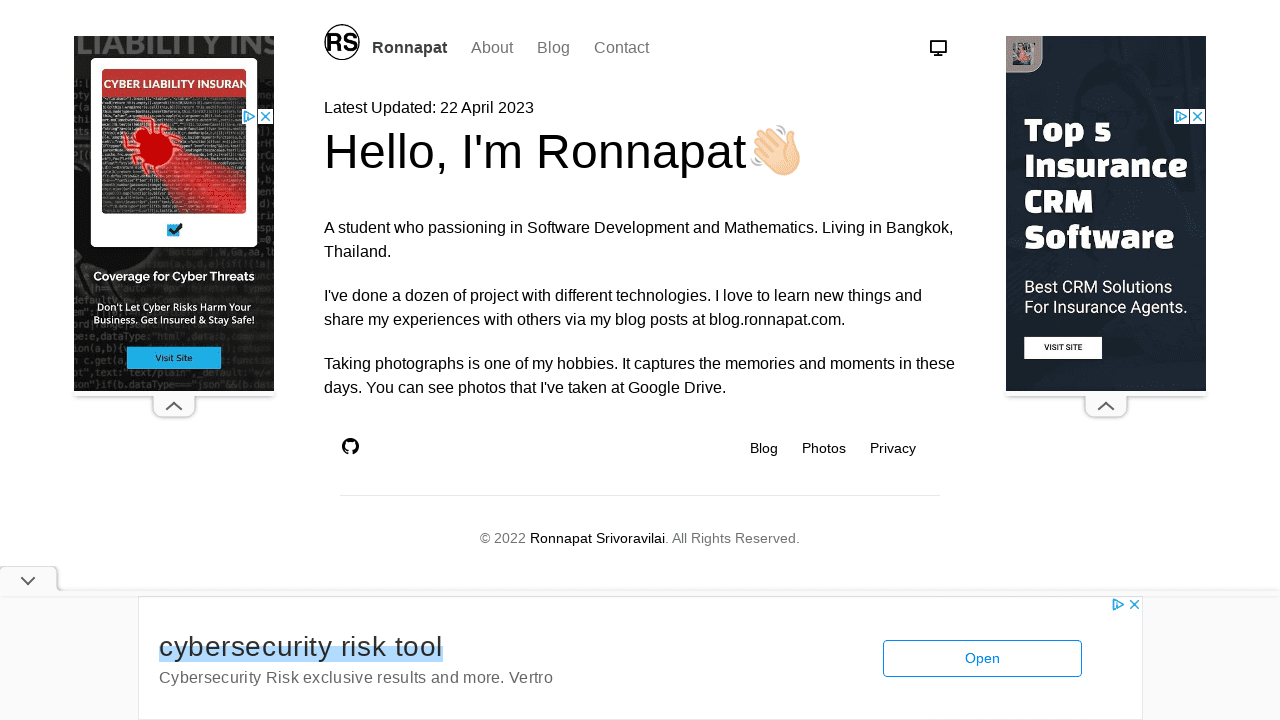 RS Ronnapat About Blog Contact
Latest Updated: 22 April 2023
Hello, I'm Ronnapat👋
A student who passioning in Software Development and Mathematics. Living in Bangkok,
Thailand.
I've done a dozen of project with different technologies. I love to learn new things and
share my experiences with others via my blog posts at blog.ronnapat.com.
Taking photographs is one of my hobbies. It captures the memories and moments in these
days. You can see photos that I've taken at Google Drive.
Blog Photos Privacy
© 2022 Ronnapat Srivoravilai. All Rights Reserved.
LIABILITY INS
CYBER LIABILITY INSURAN
Coverage for Cyber Threats
Don't Let Cyber Risks Harm Your
Business. Get Insured & Stay Safe!
Visit Site
Top 5
Insurance
CRM
Software
Best CRM Solutions
For Insurance Agents.
VISIT SITE
cybersecurity risk tool
Cybersecurity Risk exclusive results and more. Vertro
Open